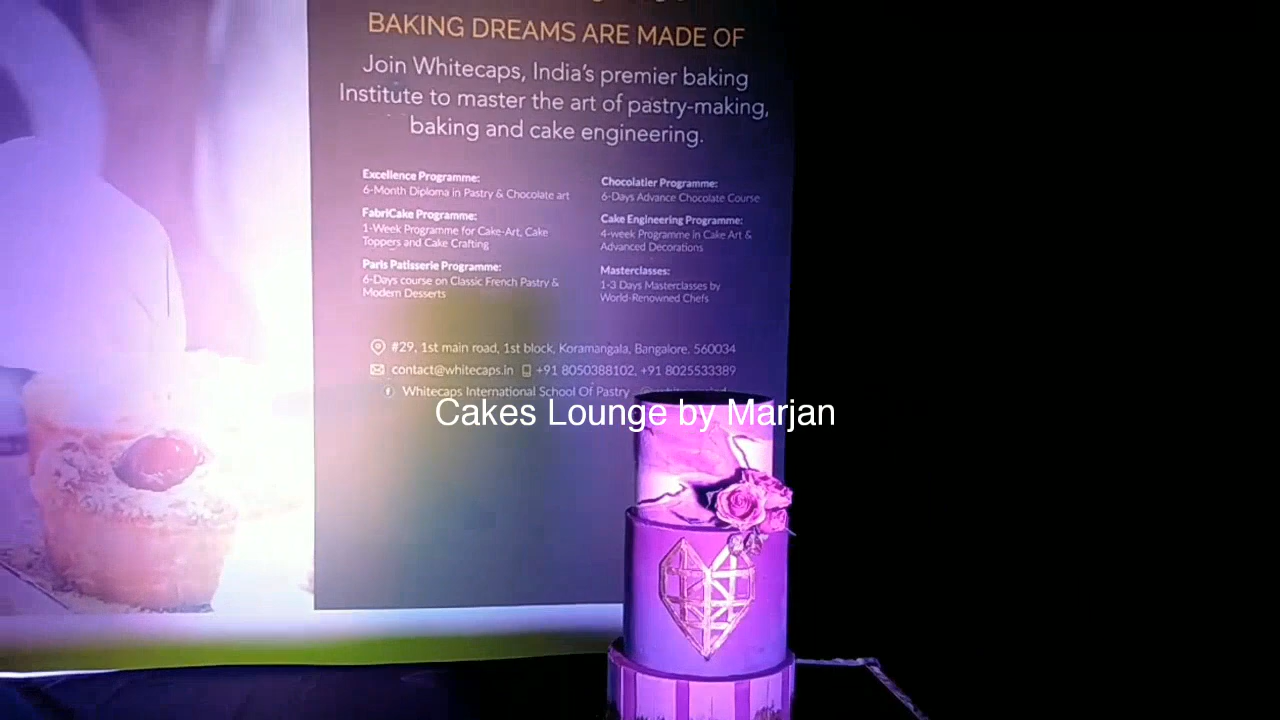 BAKING DREAMS ARE MADE OF
Join Whitecaps, India's premier baking
Institute to master the art of pastry-making,
baking and cake engineering.
Excellence Programme:
6-Month Diploma in Pastry & Chocolate art
FabriCake Programme:
1-Week Programme for Cake-Art, Cake
Toppers and Cake Crafting
Paris Patisserie Programme:
6-Days course on Classic French Pastry &
Modern Desserts
Chocolatier Programme:
6-Days Advance Chocolate Course
Cake Engineering Programme:
4-week Programme in Cake Art &
Advanced Decorations
Masterclasses:
1-3 Days Masterclasses by
World-Renowned Chefs
#29, 1st main road, 1st block, Koramangala, Bangalore. 560034
contact@whitecaps.in +91 8050388102, +91 8025533389
Whitecaps International School Of Pastry
Cakes Lounge by Marjan